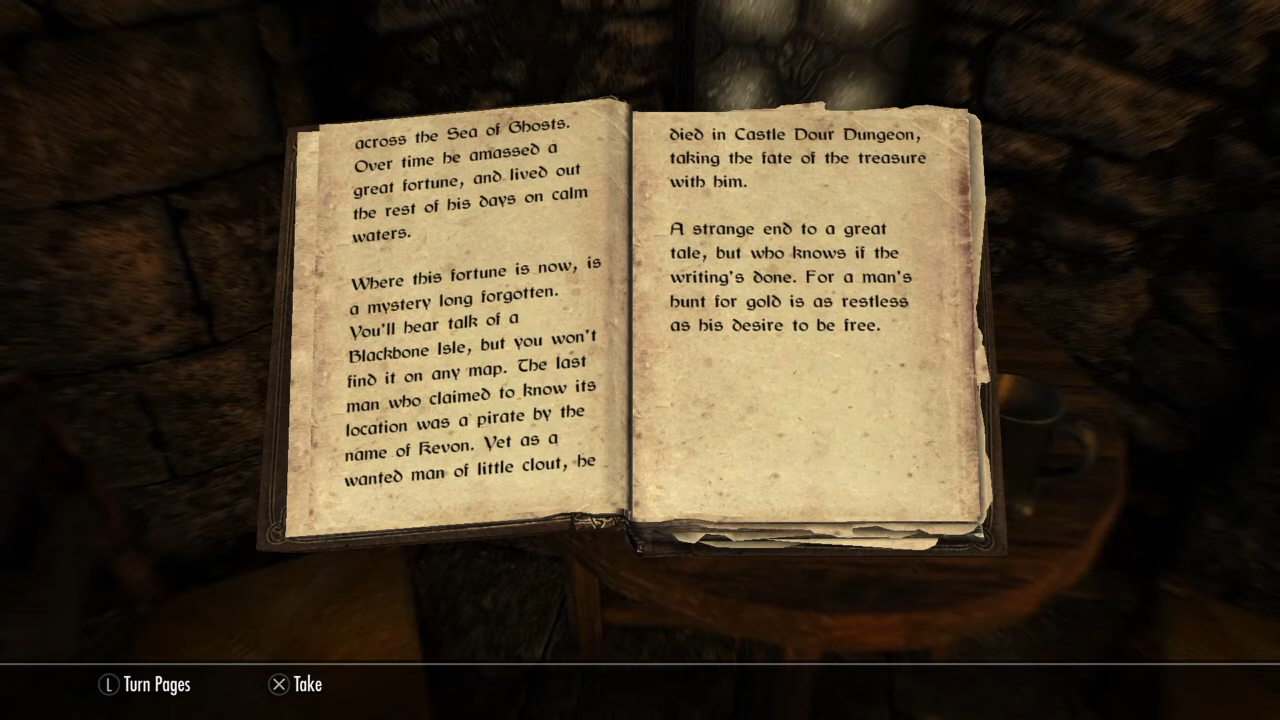 across the Sea of Ghosts.
Over time he amassed a
great fortune, and lived out
the rest of his days on calm
waters.
Where this fortune is now, is
a mystery long forgotten.
You'll hear talk of a
Blackbone Isle, but you won't
find it on any map. The last
man who claimed to know its
location was a pirate by the
name of Kevon. Yet as a
wanted man of little clout, he
died in Castle Dour Dungeon,
taking the fate of the treasure
with him.
A strange end to a great
tale, but who knows if the
writing's done. For a man's
hunt for gold is as restless
as his desire to be free.
L Turn Pages
X Take